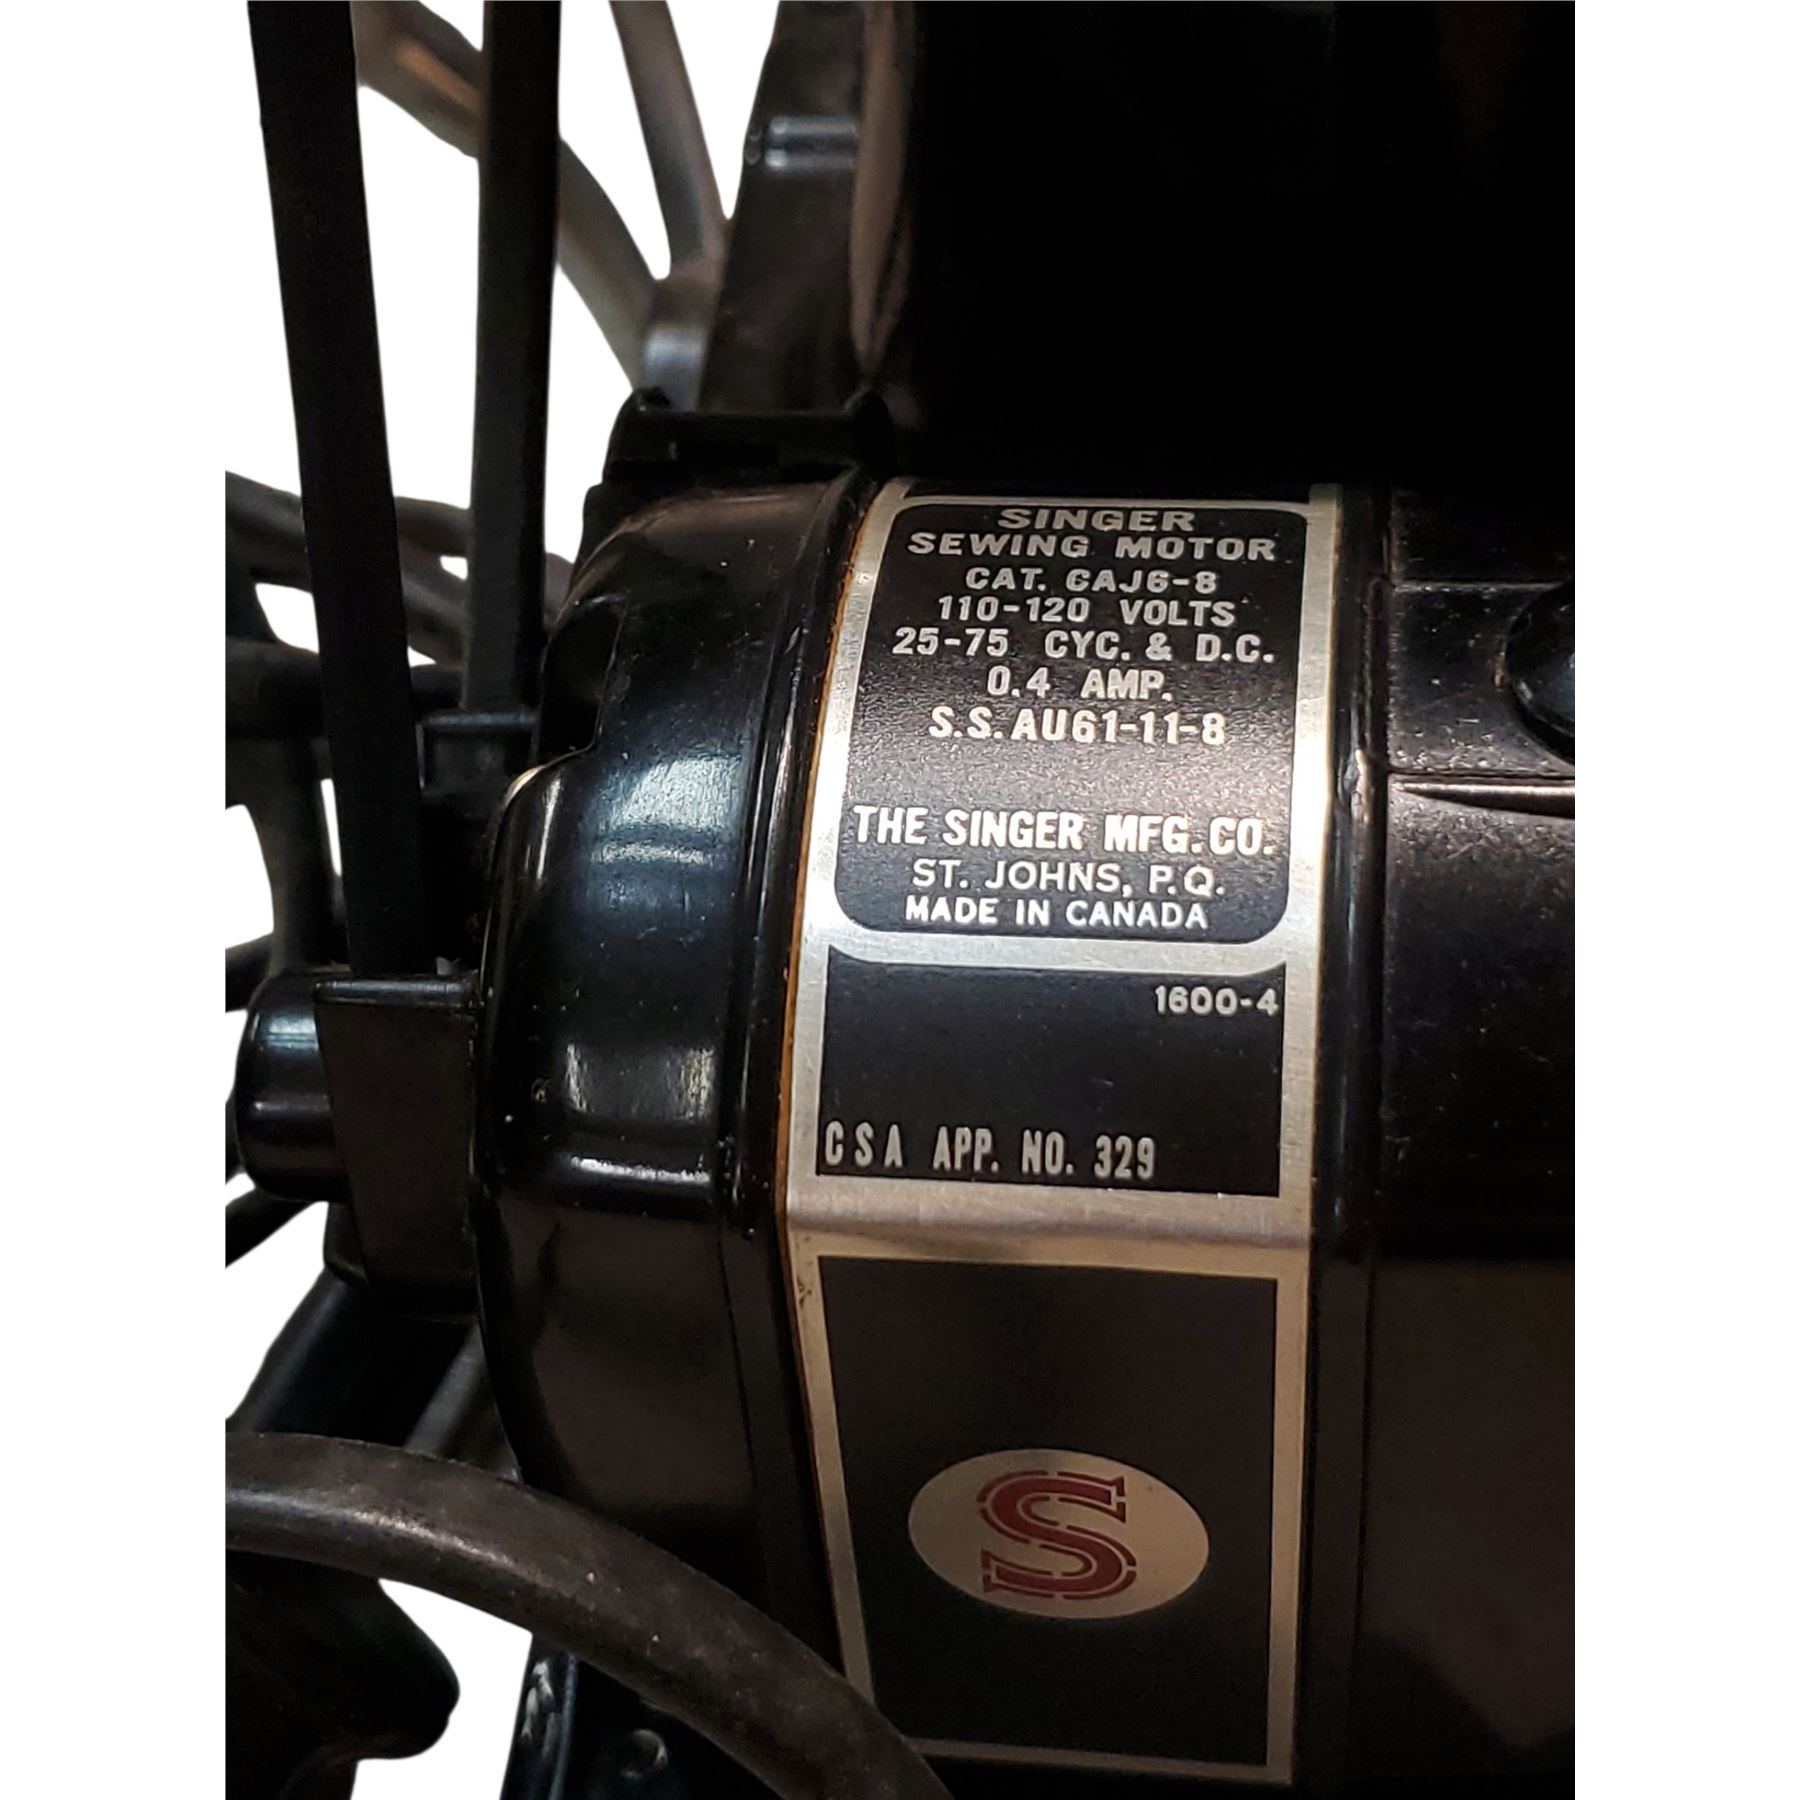 SINGER
SEWING MOTOR
CAT. CAJ6-8
110-120 VOLTS
25-75 CYC. & D.C.
0.4 AMP.
S.S. AU61-11-8
THE SINGER MFG. CO.
ST. JOHNS, P.Q.
MADE IN CANADA
1600-4
CSA APP. NO. 329
S